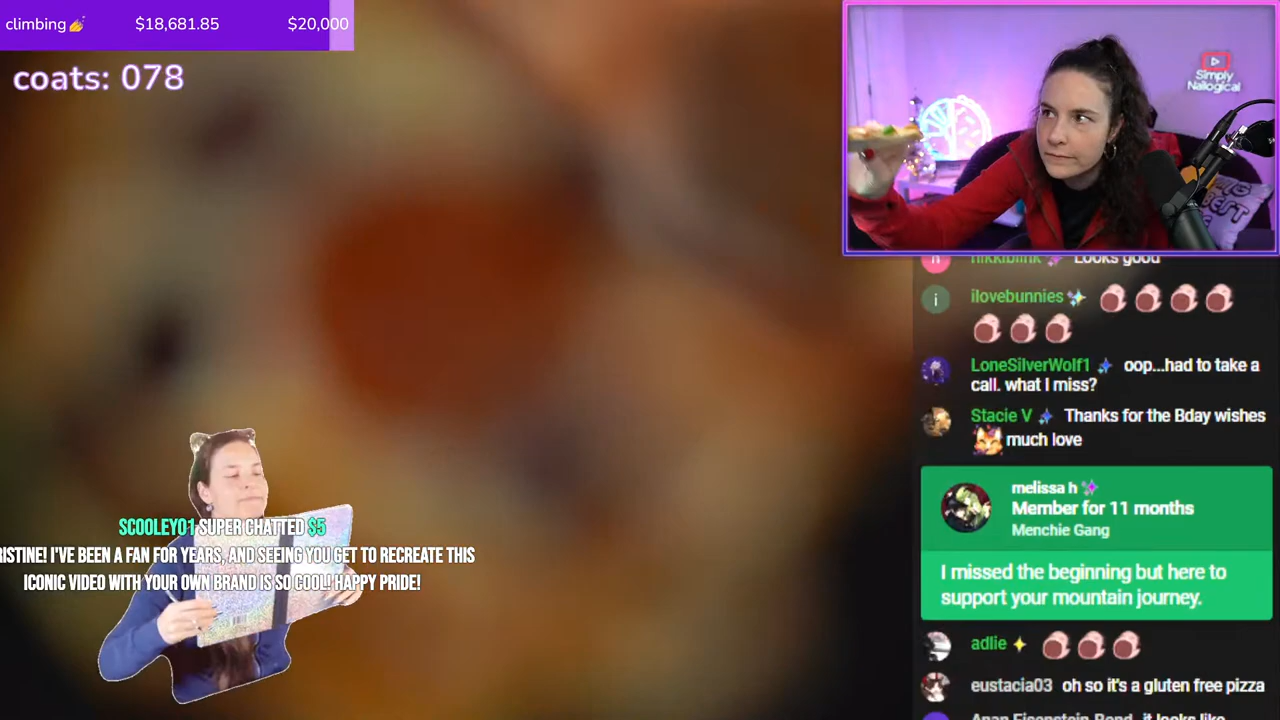 climbing💅 $18,681.85 $20,000
coats: 078
Simply
Nailogical
nikkiblink Looks good
i ilovebunnies
LoneSilverWolf1 oop...had to take a
call. what I miss?
Stacie V Thanks for the Bday wishes
much love
melissa h
Member for 11 months
Menchie Gang
I missed the beginning but here to
support your mountain journey.
adlie
eustacia03 oh so it's a gluten free pizza
it looks like
SCOOLEY01 SUPER CHATTED $5
RISTINE! I'VE BEEN A FAN FOR YEARS, AND SEEING YOU GET TO RECREATE THIS
ICONIC VIDEO WITH YOUR OWN BRAND IS SO COOL! HAPPY PRIDE!